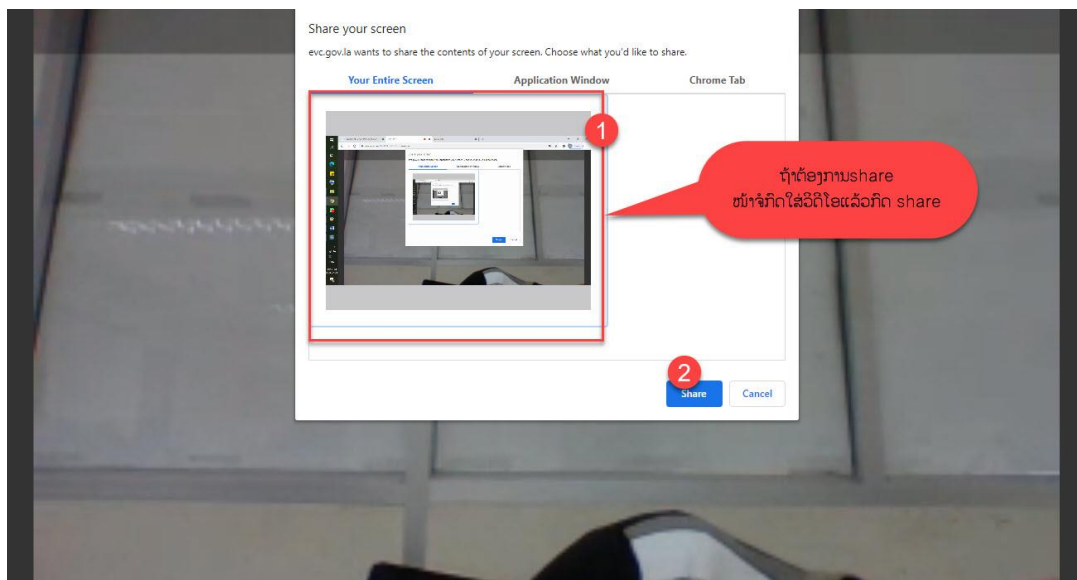 Share your screen
evc.gov.la wants to share the contents of your screen. Choose what you'd like to share.
Your Entire Screen
Application Window
Chrome Tab
1
ຖ້າຕ້ອງການshare
ໜ້າຈໍກົດໃສ່ວິດີໂອແລ້ວກົດ share
2
Share
Cancel